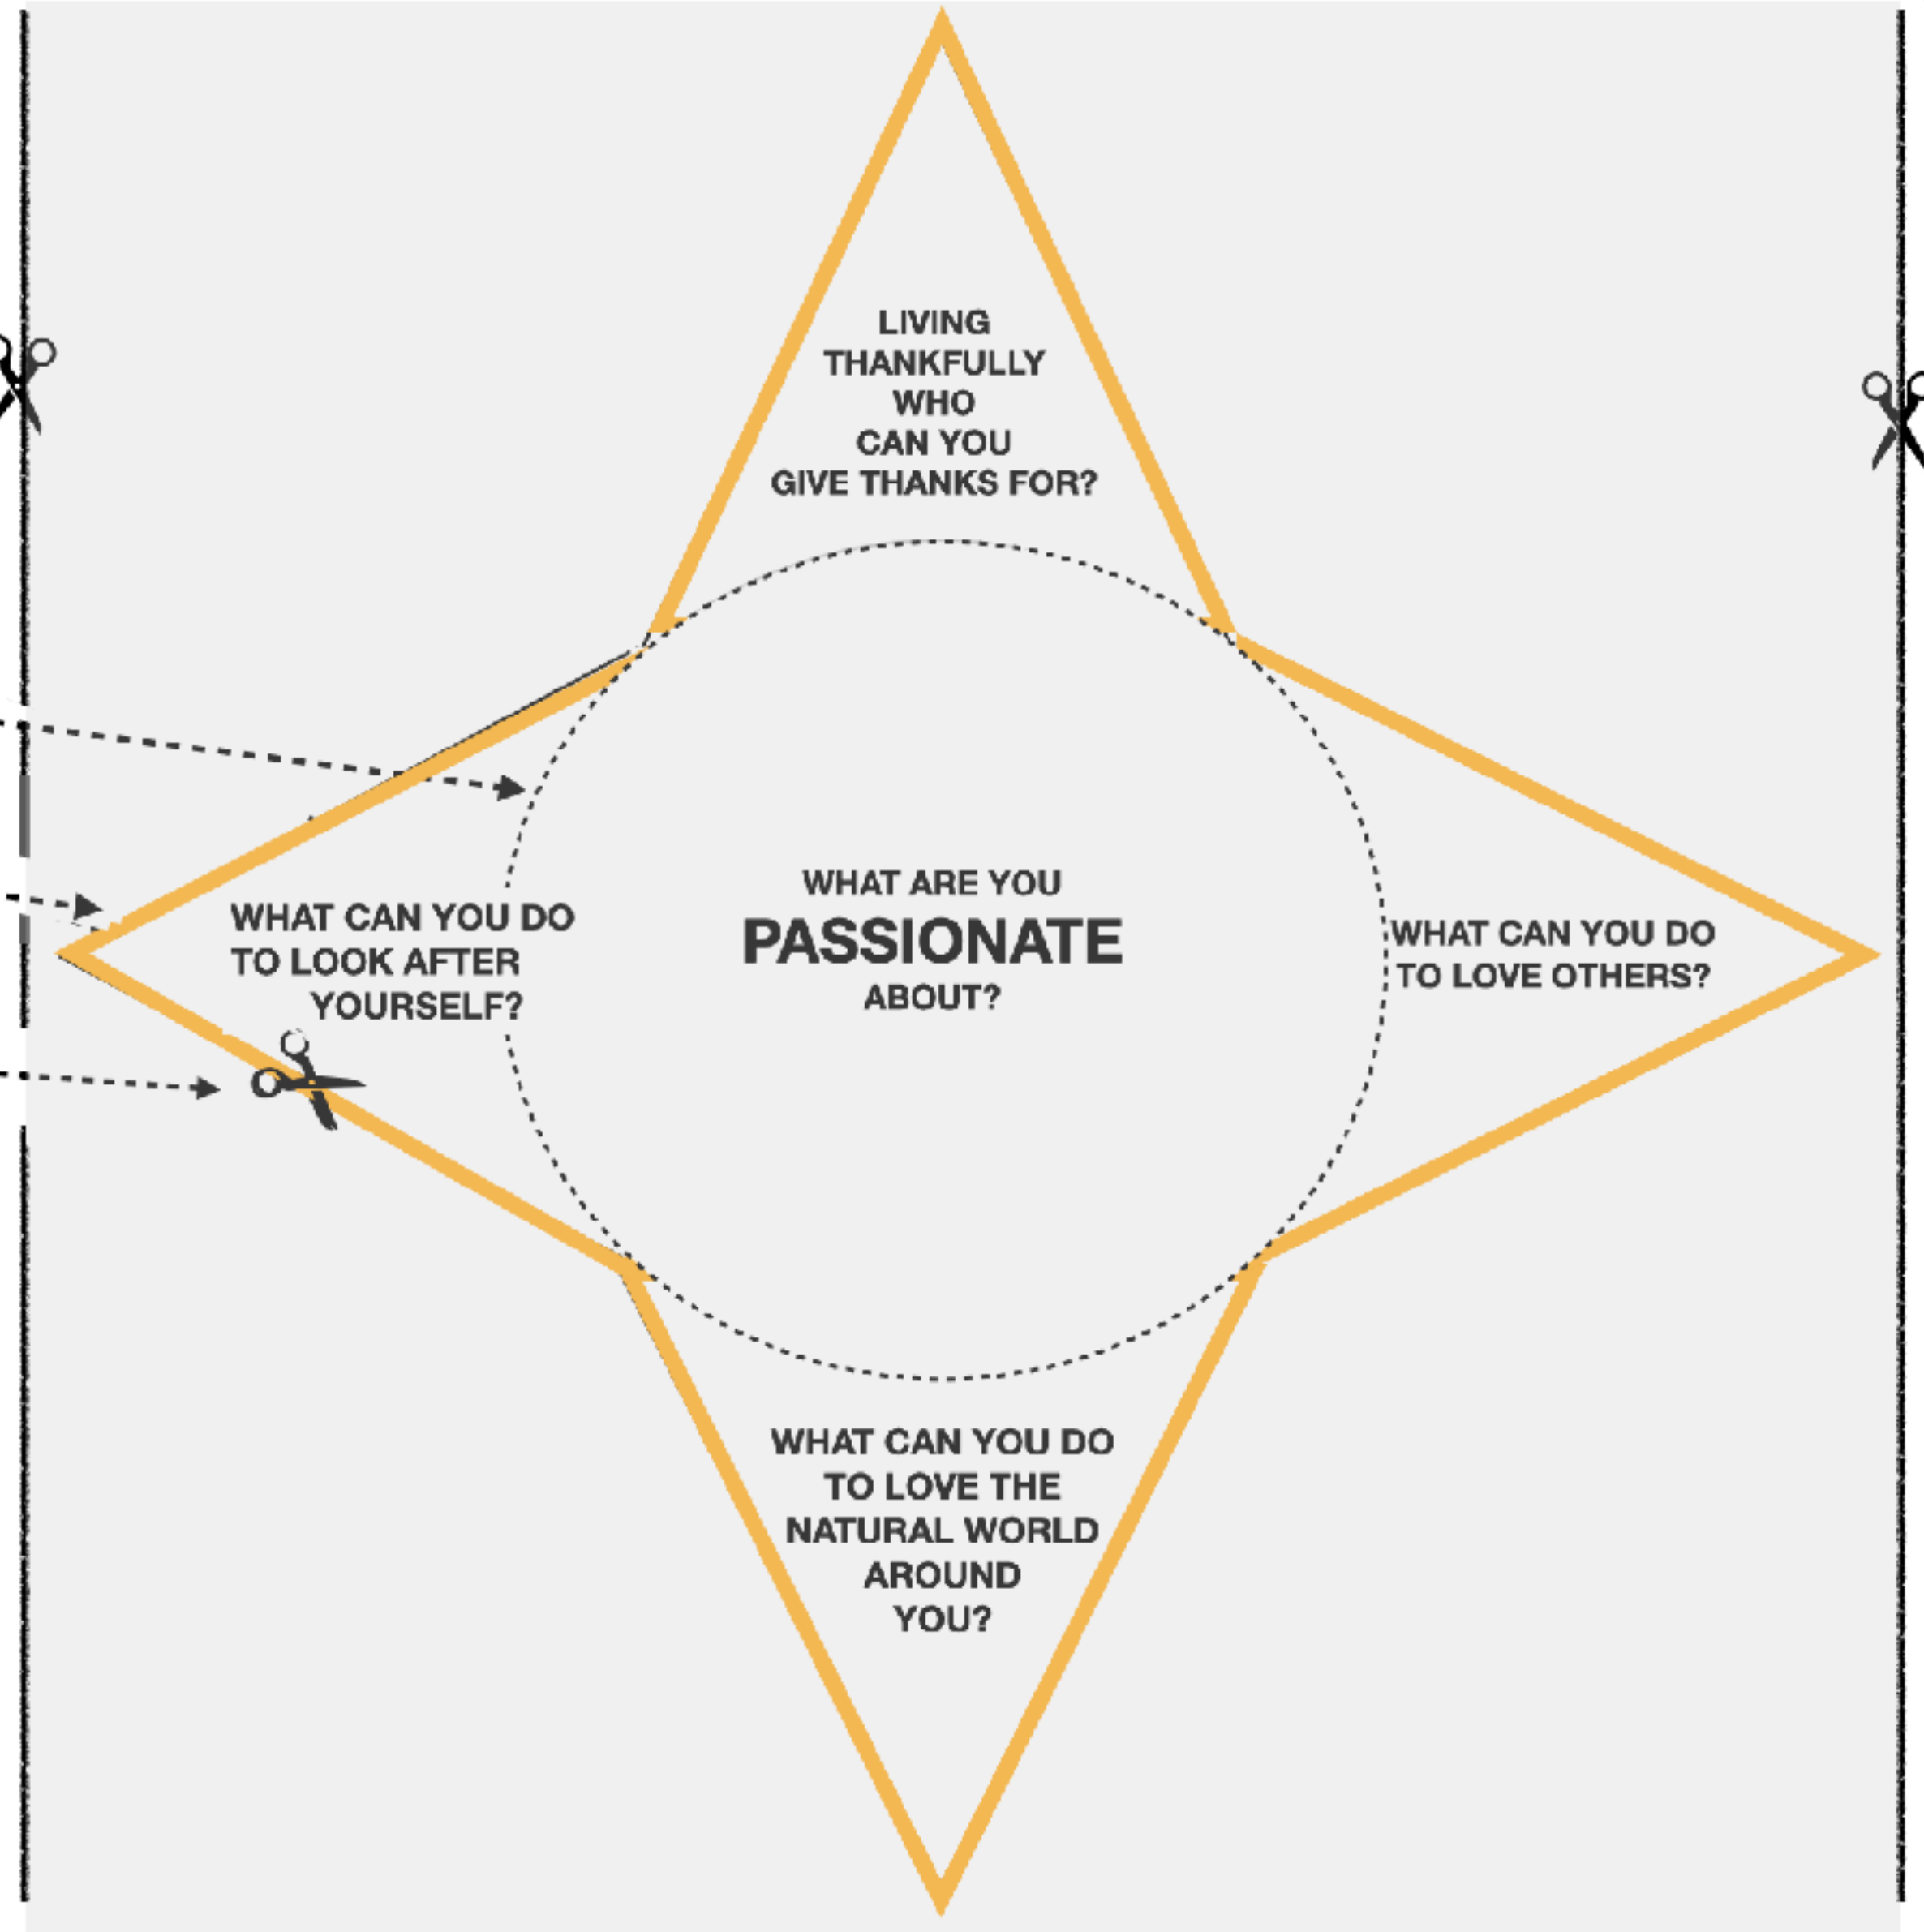 LIVING
THANKFULLY
WHO
CAN YOU
GIVE THANKS FOR?
WHAT CAN YOU DO
TO LOOK AFTER
YOURSELF?
WHAT ARE YOU
PASSIONATE
ABOUT?
WHAT CAN YOU DO
TO LOVE OTHERS?
WHAT CAN YOU DO
TO LOVE THE
NATURAL WORLD
AROUND
YOU?